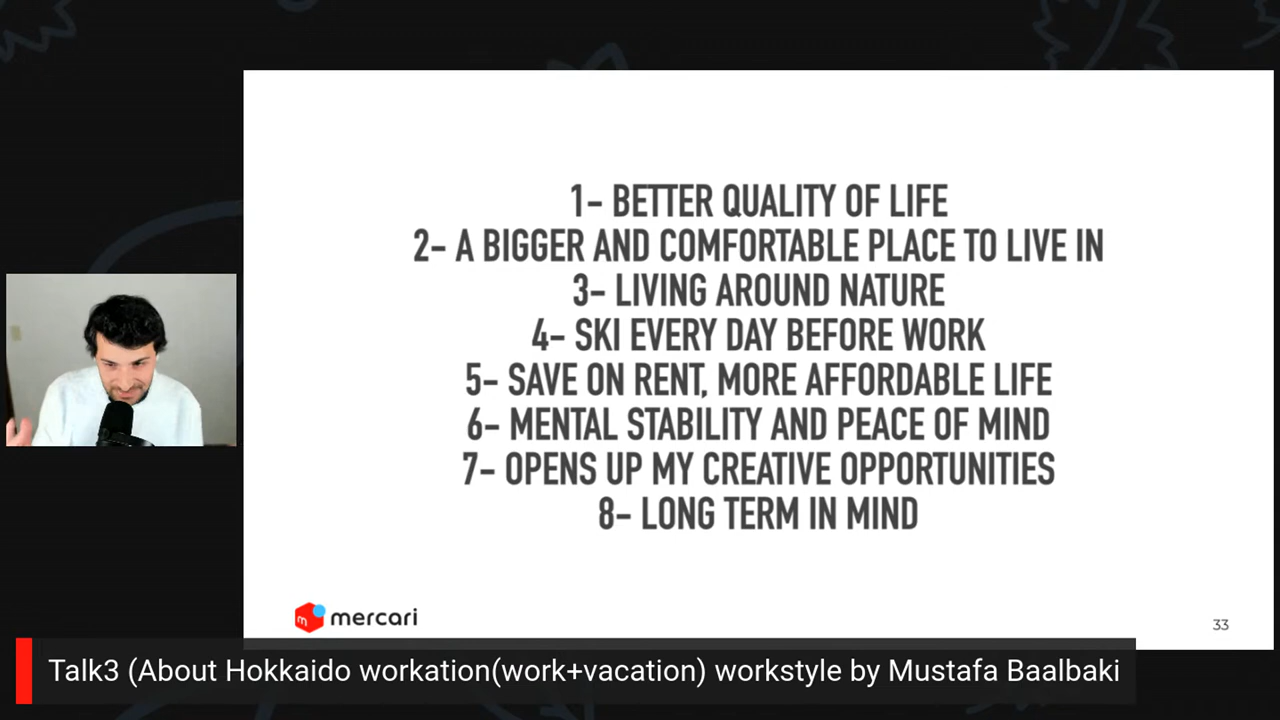 1- BETTER QUALITY OF LIFE
2- A BIGGER AND COMFORTABLE PLACE TO LIVE IN
3- LIVING AROUND NATURE
4- SKI EVERY DAY BEFORE WORK
5- SAVE ON RENT, MORE AFFORDABLE LIFE
6- MENTAL STABILITY AND PEACE OF MIND
7- OPENS UP MY CREATIVE OPPORTUNITIES
8- LONG TERM IN MIND
m mercari
33
Talk3 (About Hokkaido workation(work+vacation) workstyle by Mustafa Baalbaki